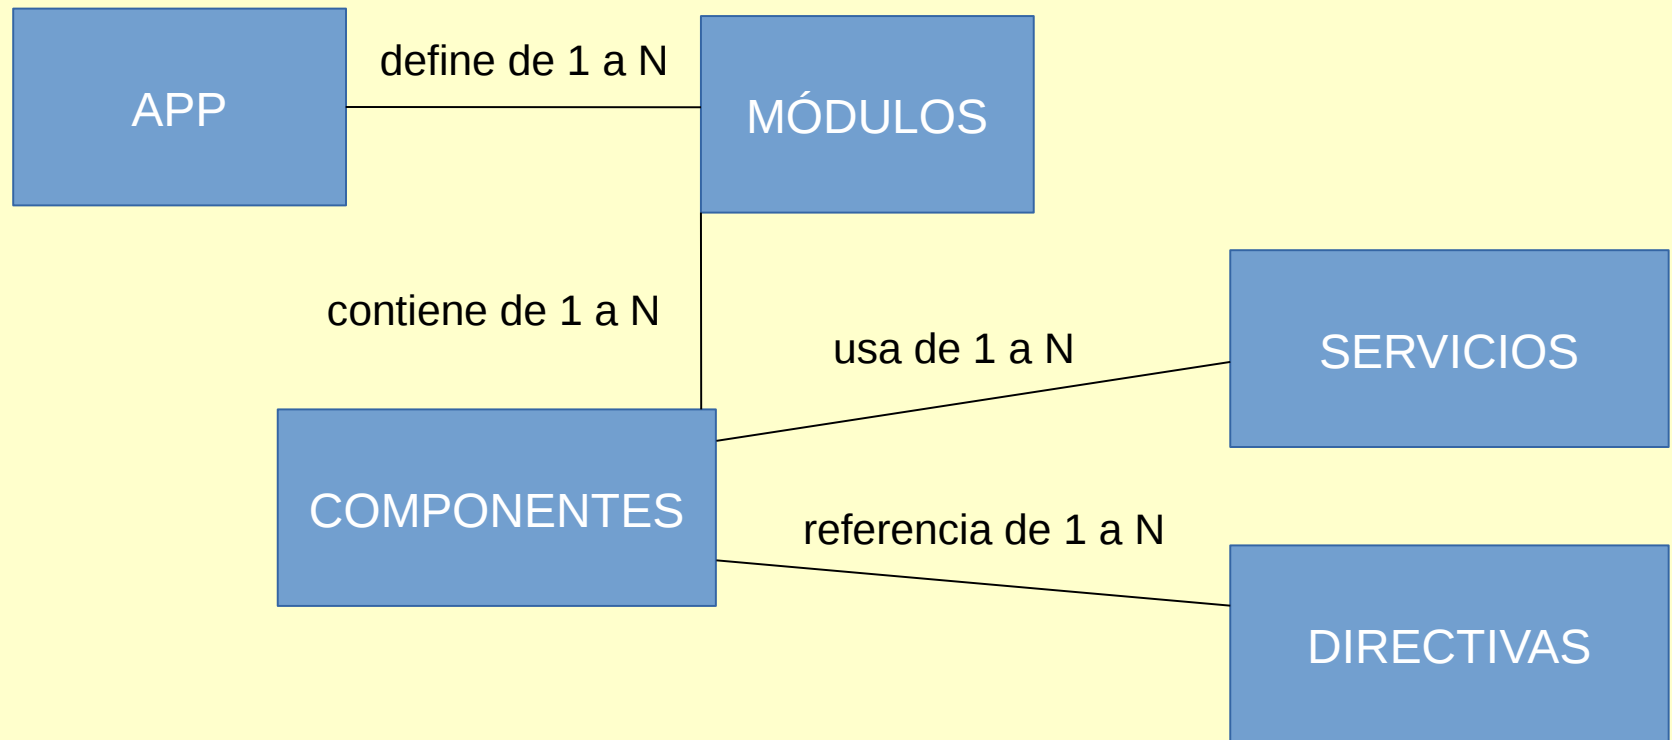 APP
define de 1 a N
MÓDULOS
contiene de 1 a N
usa de 1 a N
SERVICIOS
COMPONENTES
referencia de 1 a N
DIRECTIVAS